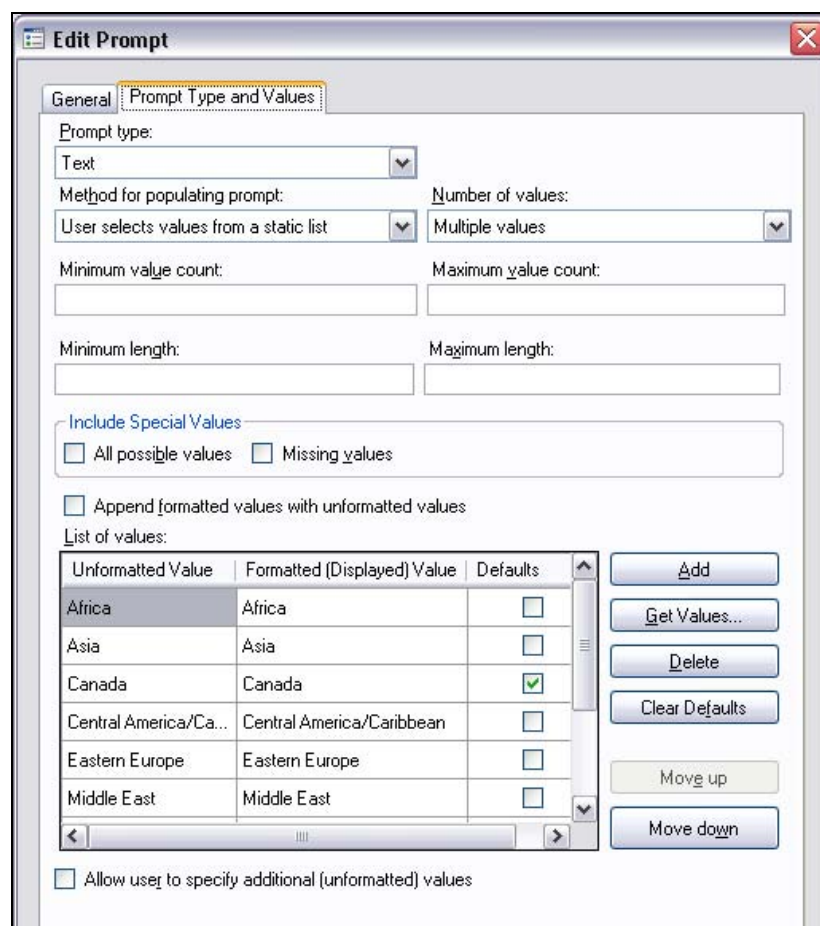 Edit Prompt
General Prompt Type and Values
Prompt type:
Text
Method for populating prompt: Number of values:
User selects values from a static list Multiple values
Minimum value count: Maximum value count:
Minimum length: Maximum length:
Include Special Values
All possible values Missing values
Append formatted values with unformatted values
List of values:
Unformatted Value Formatted (Displayed) Value Defaults Add
Africa Africa Get Values...
Asia Asia Delete
Canada Canada Clear Defaults
Central America/Ca... Central America/Caribbean
Eastern Europe Eastern Europe Move up
Middle East Middle East Move down
Allow user to specify additional (unformatted) values